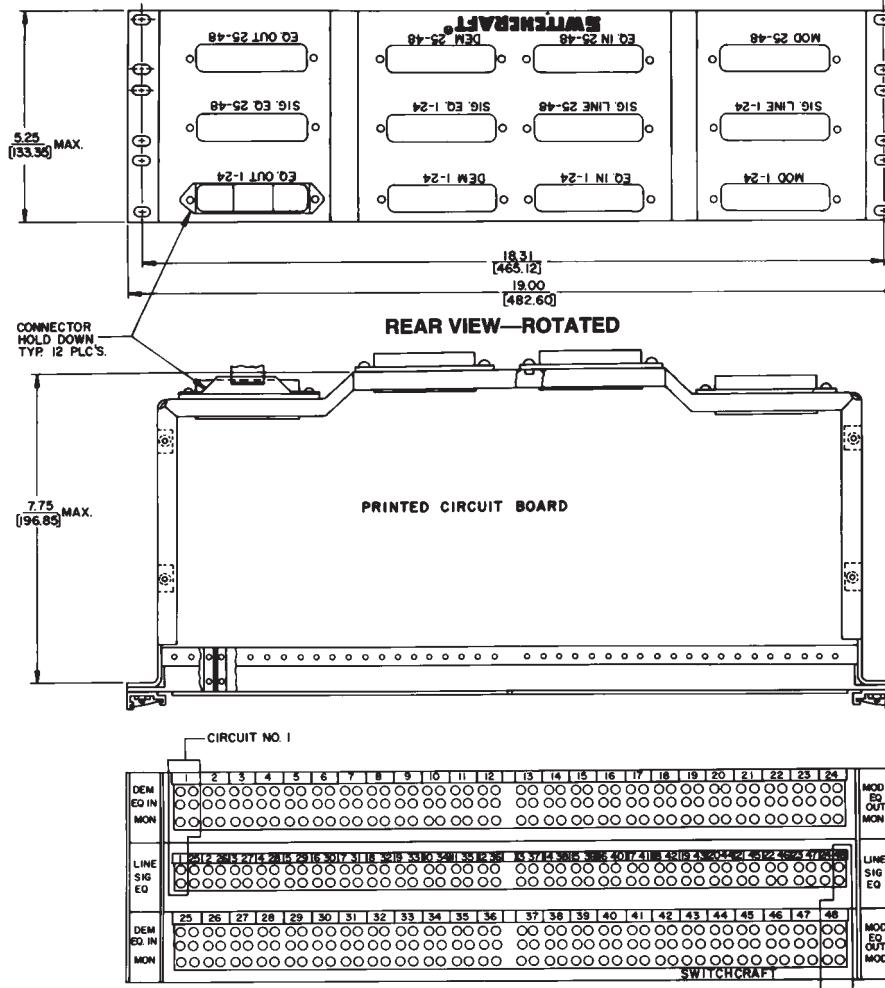 SWITCHCRAFT®
EQ. OUT 25-48
DEM 25-48
EQ. IN 25-48
MOD 25-48
SIG. EQ. 25-48
SIG. EQ. 1-24
SIG. LINE 25-48
SIG. LINE 1-24
EQ. OUT 1-24
DEM 1-24
EQ. IN 1-24
MOD 1-24
5.25
[133.35] MAX.
18.31
[465.12]
19.00
[482.60]
CONNECTOR
HOLD DOWN
TYP. 12 PLC'S.
REAR VIEW—ROTATED
7.75
[196.85] MAX.
PRINTED CIRCUIT BOARD
CIRCUIT NO. 1
1 2 3 4 5 6 7 8 9 10 11 12 13 14 15 16 17 18 19 20 21 22 23 24
DEM
EQ IN
MON
MOD
EQ
OUT
MON
LINE
SIG
EQ
LINE
SIG
EQ
25 26 27 28 29 30 31 32 33 34 35 36 37 38 39 40 41 42 43 44 45 46 47 48
DEM
EQ. IN
MON
MOD
EQ
OUT
MOD
SWITCHCRAFT